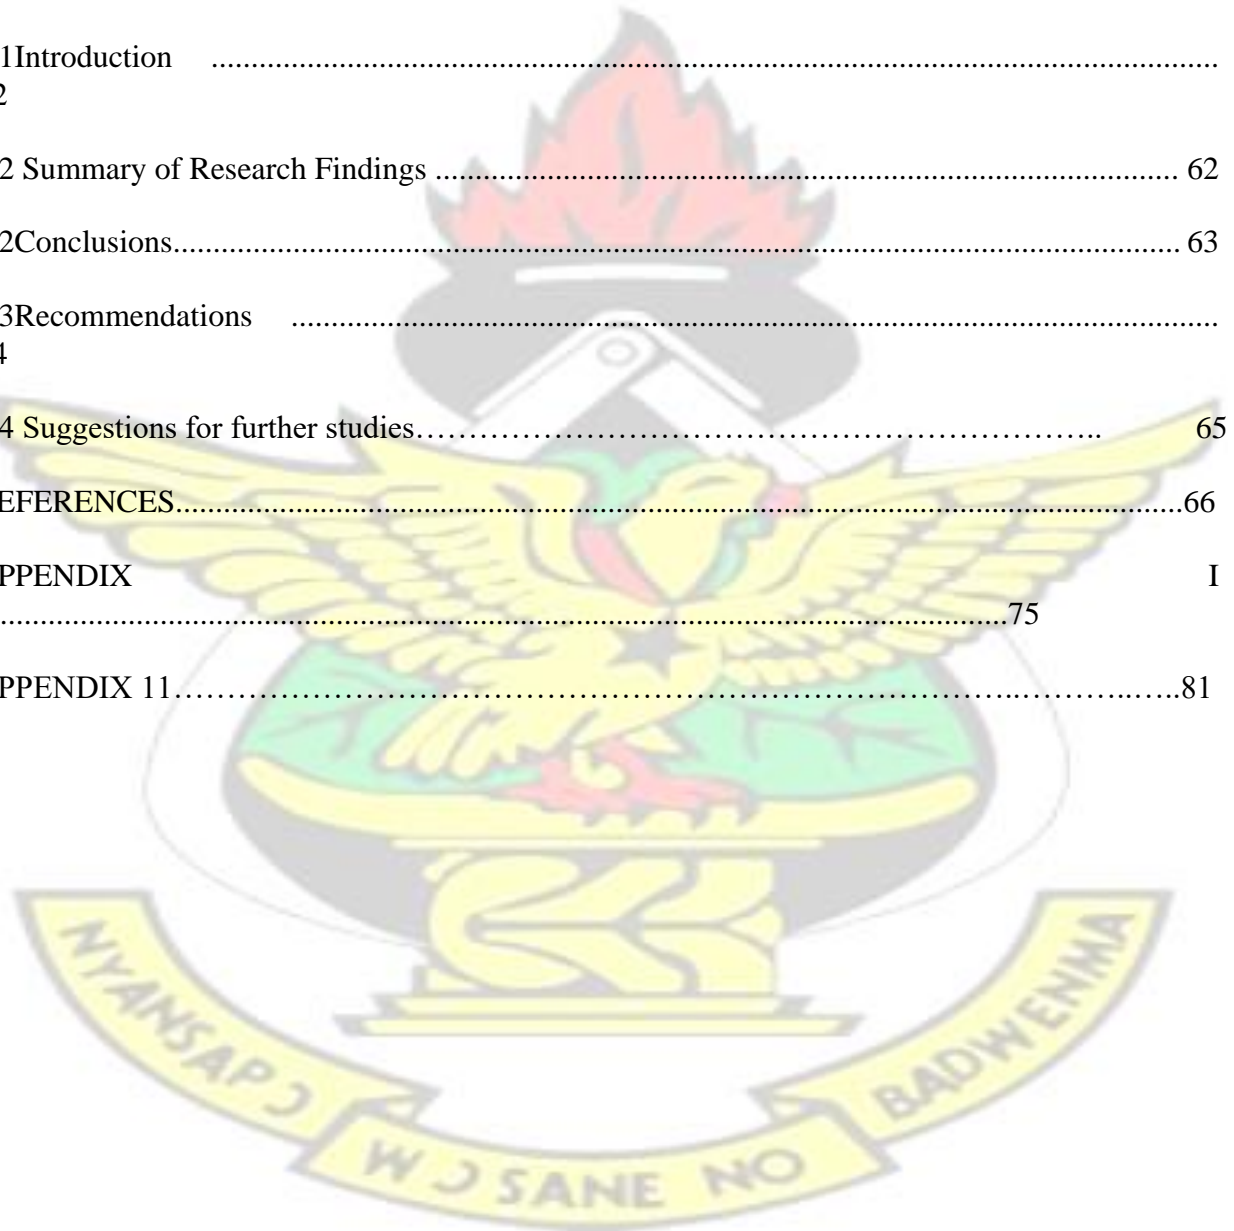 1Introduction ....................................................................................................................
2
2 Summary of Research Findings ............................................................................................ 62
2Conclusions............................................................................................................................. 63
3Recommendations ....................................................................................................................
4
4 Suggestions for further studies……………………………………………………….. 65
EFERENCES.............................................................................................................................66
PPENDIX I
.............................................................................................................................75
PPENDIX 11…………………………………………………………………..………..…..81
NYANSAPƆ WƆSANE NO BADWENMA